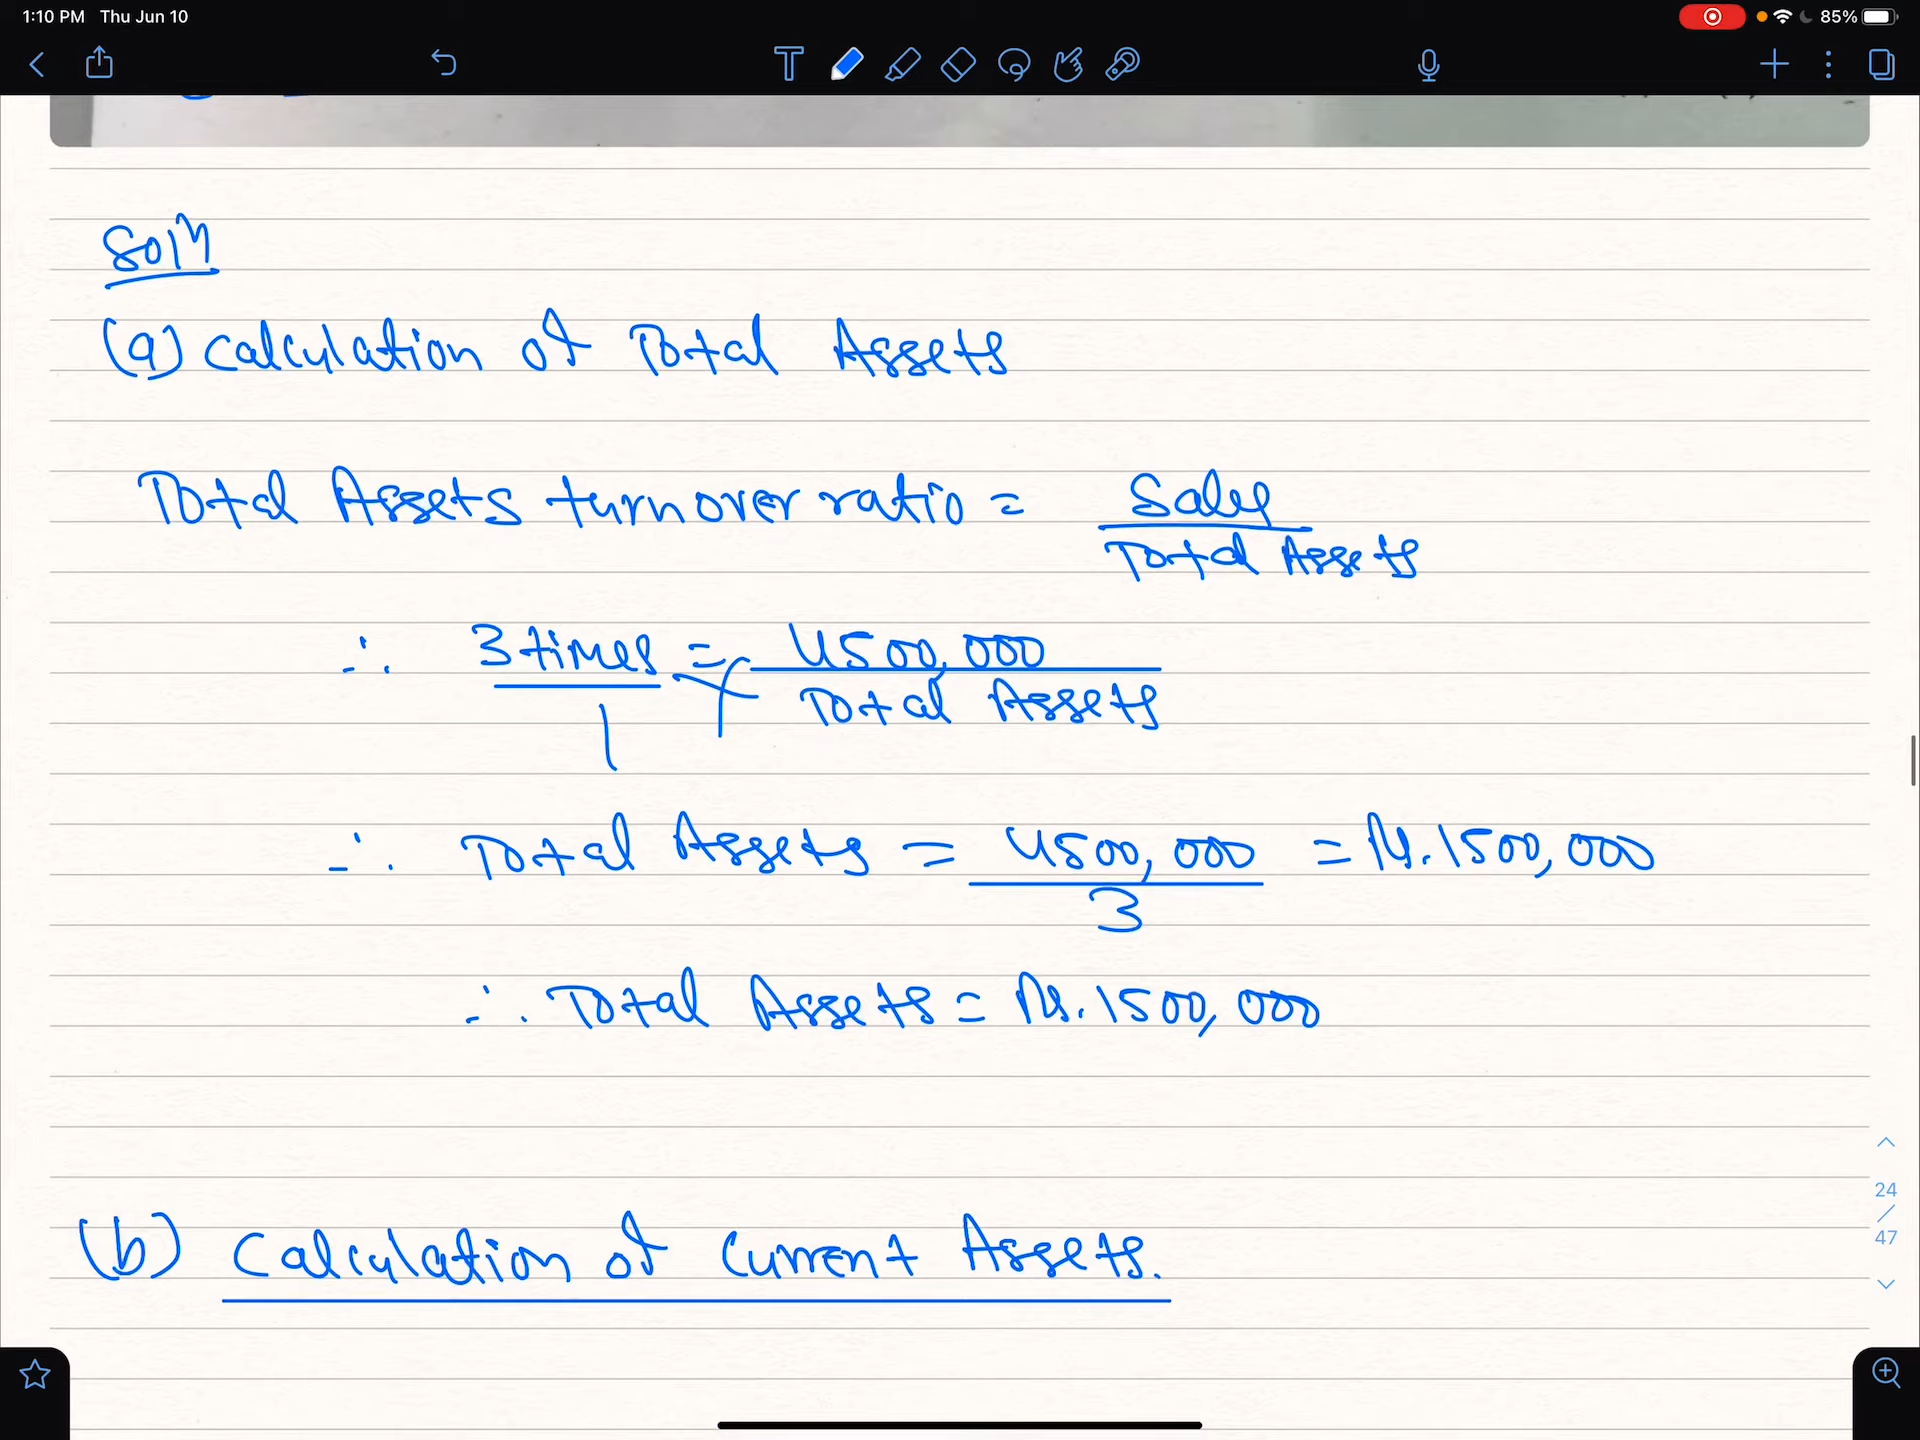 1:10 PM Thu Jun 10
85%
Soln
(a) Calculation of Total Assets
Total Assets turnover ratio = Sales / Total Assets
∴ 3 times / 1 = 4500,000 / Total Assets
∴ Total Assets = 4500,000 / 3 = Rs. 1500,000
∴ Total Assets = Rs. 1500,000
24 / 47
(b) Calculation of Current Assets.